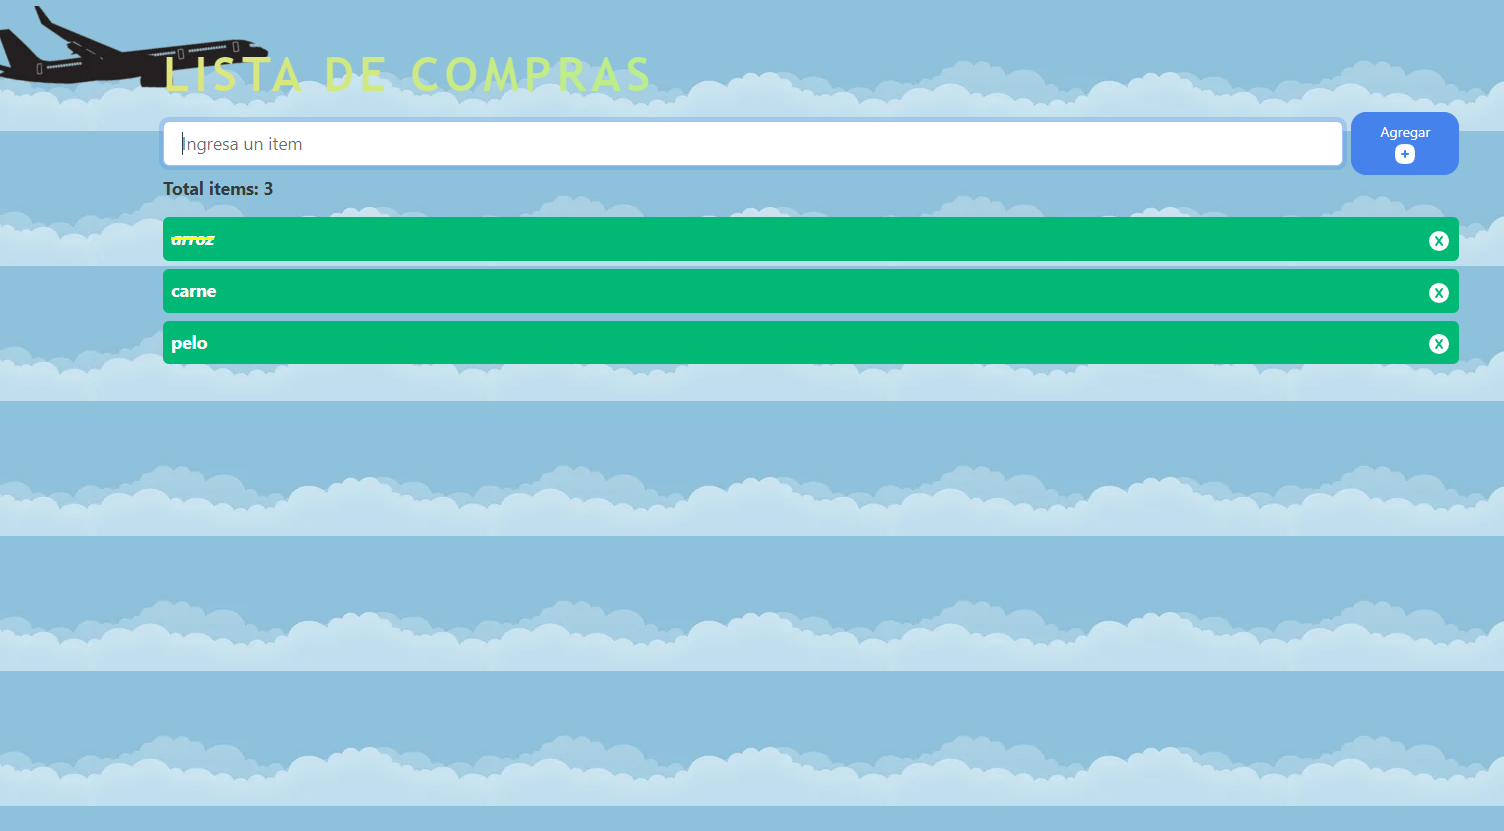 LISTA DE COMPRAS
Ingresa un item
Agregar
+
Total items: 3
arroz
X
carne
X
pelo
X